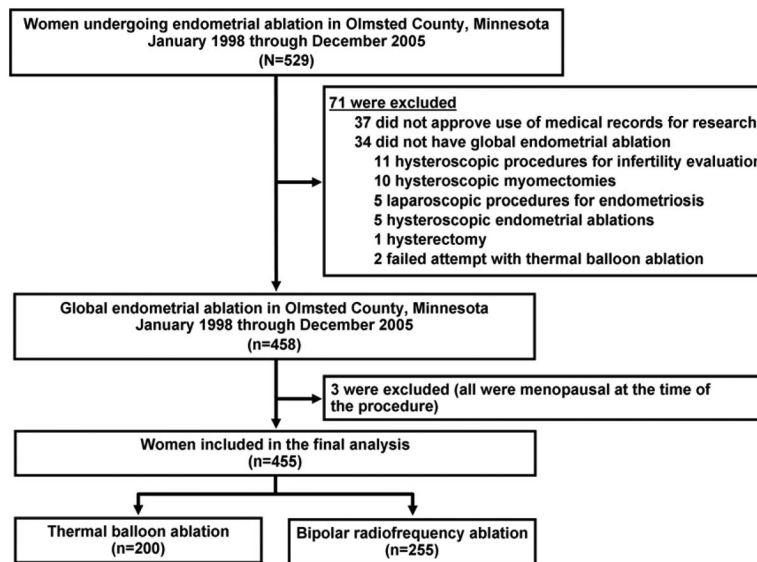 Women undergoing endometrial ablation in Olmsted County, Minnesota
January 1998 through December 2005
(N=529)
71 were excluded
37 did not approve use of medical records for research
34 did not have global endometrial ablation
11 hysteroscopic procedures for infertility evaluation
10 hysteroscopic myomectomies
5 laparoscopic procedures for endometriosis
5 hysteroscopic endometrial ablations
1 hysterectomy
2 failed attempt with thermal balloon ablation
Global endometrial ablation in Olmsted County, Minnesota
January 1998 through December 2005
(n=458)
3 were excluded (all were menopausal at the time of
the procedure)
Women included in the final analysis
(n=455)
Thermal balloon ablation
(n=200)
Bipolar radiofrequency ablation
(n=255)